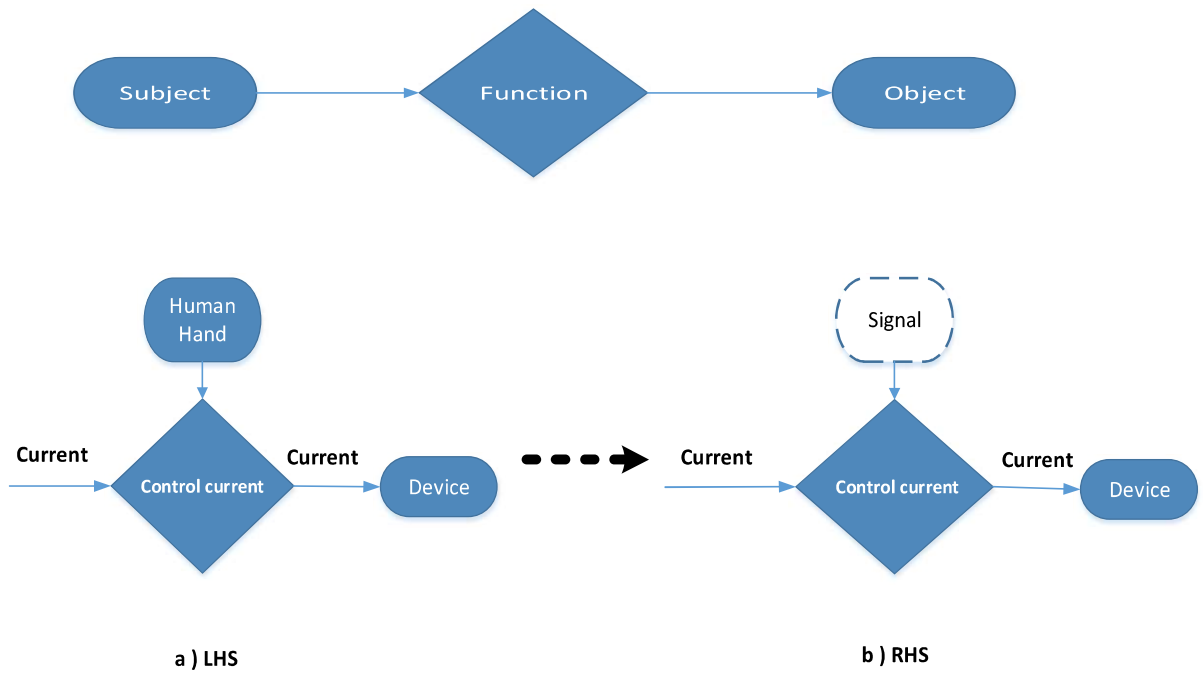 Subject
Function
Object
Human
Hand
Signal
Current
Control current
Current
Device
Current
Control current
Current
Device
a ) LHS
b ) RHS